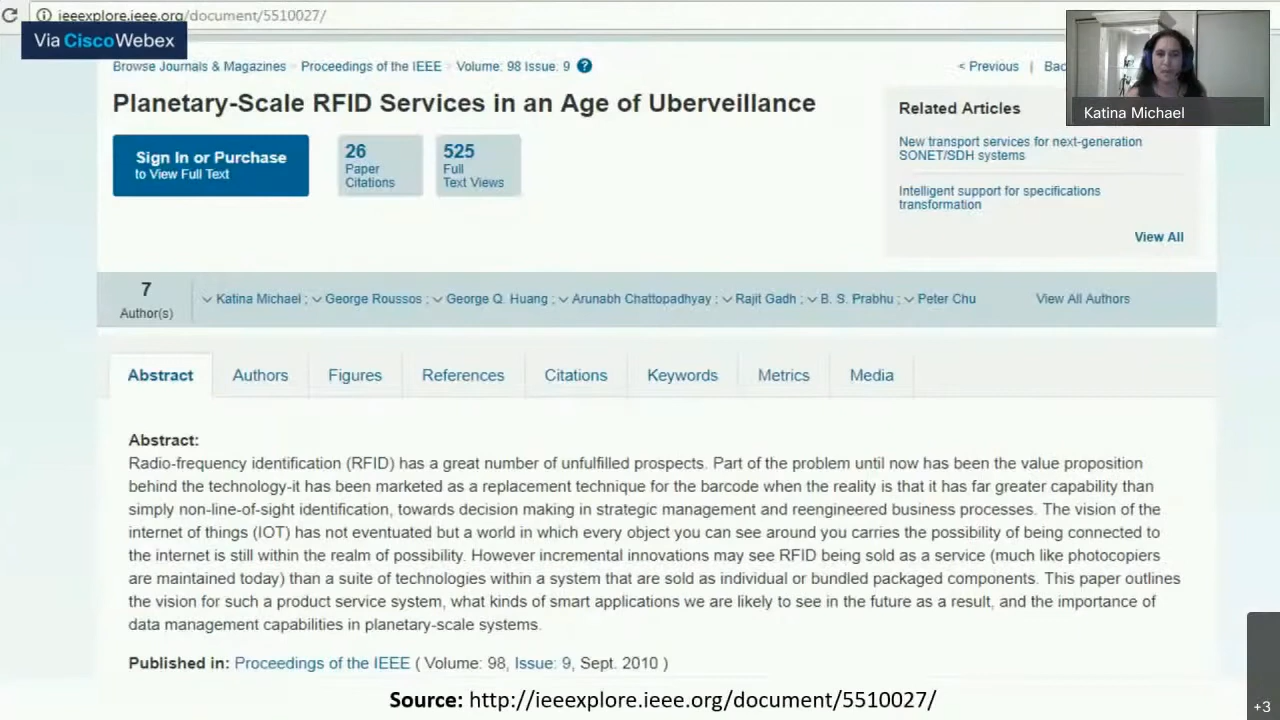 ieeexplore.ieee.org/document/5510027/
Via CiscoWebex
Browse Journals & Magazines Proceedings of the IEEE Volume: 98 Issue: 9 ?
< Previous | Bac
Katina Michael
Planetary-Scale RFID Services in an Age of Uberveillance
Sign In or Purchase
to View Full Text
26
Paper
Citations
525
Full
Text Views
Related Articles
New transport services for next-generation
SONET/SDH systems
Intelligent support for specifications
transformation
View All
7
Author(s)
Katina Michael ; George Roussos ; George Q. Huang ; Arunabh Chattopadhyay ; Rajit Gadh ; B. S. Prabhu ; Peter Chu
View All Authors
Abstract Authors Figures References Citations Keywords Metrics Media
Abstract:
Radio-frequency identification (RFID) has a great number of unfulfilled prospects. Part of the problem until now has been the value proposition
behind the technology-it has been marketed as a replacement technique for the barcode when the reality is that it has far greater capability than
simply non-line-of-sight identification, towards decision making in strategic management and reengineered business processes. The vision of the
internet of things (IOT) has not eventuated but a world in which every object you can see around you carries the possibility of being connected to
the internet is still within the realm of possibility. However incremental innovations may see RFID being sold as a service (much like photocopiers
are maintained today) than a suite of technologies within a system that are sold as individual or bundled packaged components. This paper outlines
the vision for such a product service system, what kinds of smart applications we are likely to see in the future as a result, and the importance of
data management capabilities in planetary-scale systems.
Published in: Proceedings of the IEEE ( Volume: 98, Issue: 9, Sept. 2010 )
Source: http://ieeexplore.ieee.org/document/5510027/
+3